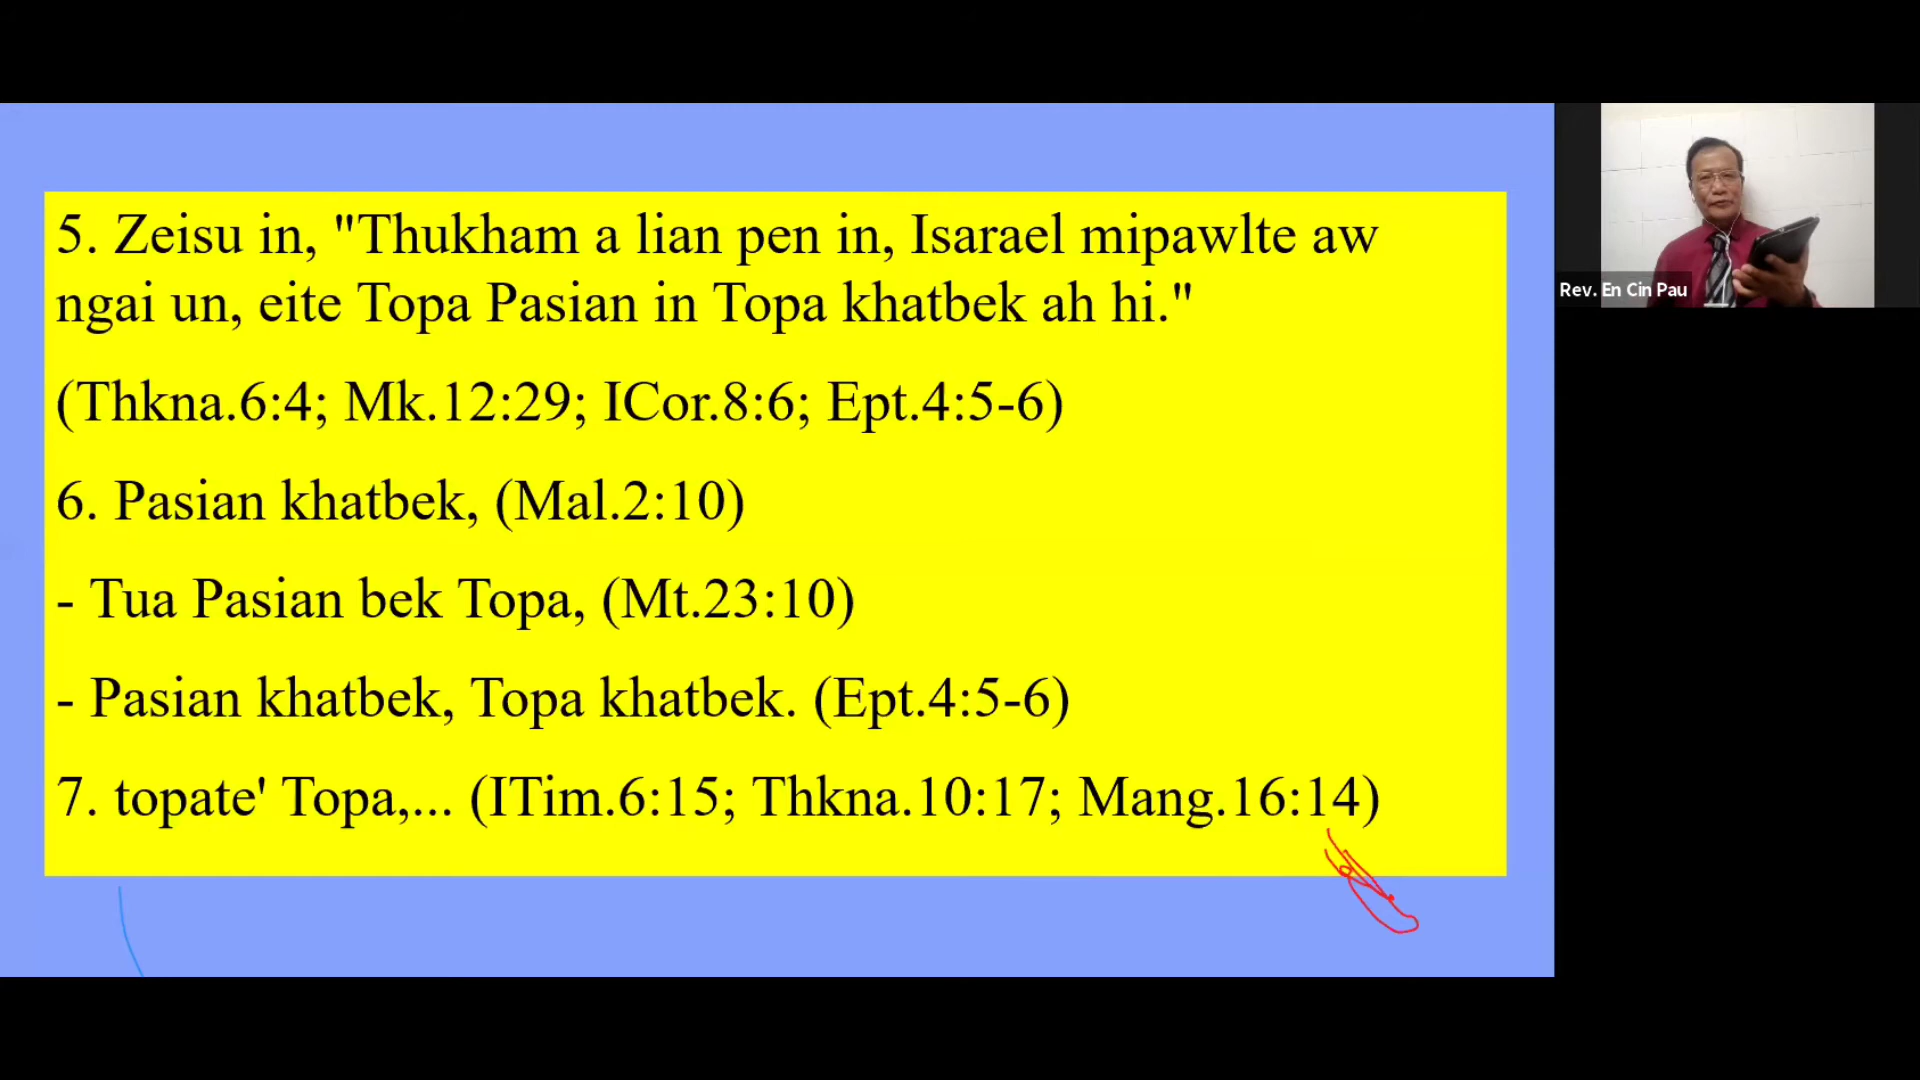 5. Zeisu in, "Thukham a lian pen in, Isarael mipawlte aw
ngai un, eite Topa Pasian in Topa khatbek ah hi."
(Thkna.6:4; Mk.12:29; ICor.8:6; Ept.4:5-6)
6. Pasian khatbek, (Mal.2:10)
- Tua Pasian bek Topa, (Mt.23:10)
- Pasian khatbek, Topa khatbek. (Ept.4:5-6)
7. topate' Topa,... (ITim.6:15; Thkna.10:17; Mang.16:14)
Rev. En Cin Pau